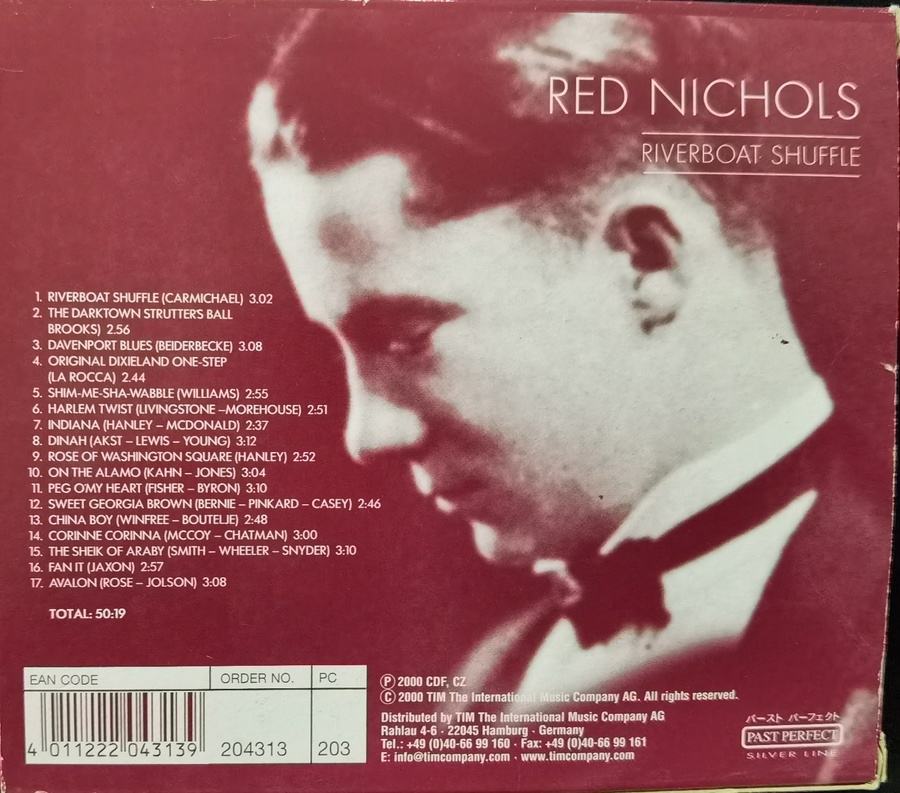 RED NICHOLS
RIVERBOAT SHUFFLE
1. RIVERBOAT SHUFFLE (CARMICHAEL) 3.02
2. THE DARKTOWN STRUTTER'S BALL
BROOKS) 2.56
3. DAVENPORT BLUES (BEIDERBECKE) 3.08
4. ORIGINAL DIXIELAND ONE-STEP
(LA ROCCA) 2.44
5. SHIM-ME-SHA-WABBLE (WILLIAMS) 2:55
6. HARLEM TWIST (LIVINGSTONE –MOREHOUSE) 2:51
7. INDIANA (HANLEY – MCDONALD) 2:37
8. DINAH (AKST – LEWIS – YOUNG) 3:12
9. ROSE OF WASHINGTON SQUARE (HANLEY) 2:52
10. ON THE ALAMO (KAHN – JONES) 3:04
11. PEG O'MY HEART (FISHER – BYRON) 3:10
12. SWEET GEORGIA BROWN (BERNIE – PINKARD – CASEY) 2:46
13. CHINA BOY (WINFREE – BOUTELJE) 2:48
14. CORINNE CORINNA (MCCOY – CHATMAN) 3:00
15. THE SHEIK OF ARABY (SMITH – WHEELER – SNYDER) 3:10
16. FAN IT (JAXON) 2:57
17. AVALON (ROSE – JOLSON) 3:08
TOTAL: 50:19
EAN CODE ORDER NO. PC
4 011222 043139 204313 203
℗ 2000 CDF, CZ
© 2000 TIM The International Music Company AG. All rights reserved.
Distributed by TIM The International Music Company AG
Rahlau 4-6 · 22045 Hamburg · Germany
Tel.: +49 (0)40-66 99 160 · Fax: +49 (0)40-66 99 161
E: info@timcompany.com · www.timcompany.com
パースト パーフェクト
PAST PERFECT
SILVER LINE